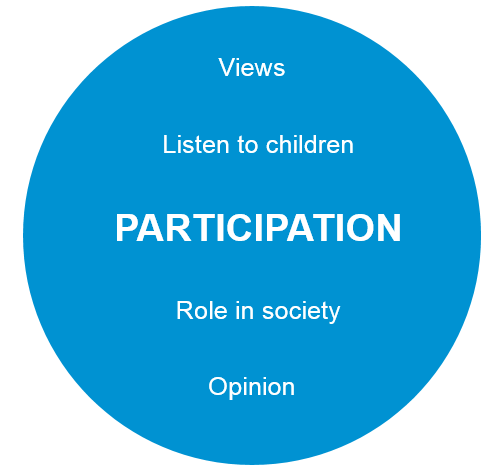 Views
Listen to children
PARTICIPATION
Role in society
Opinion